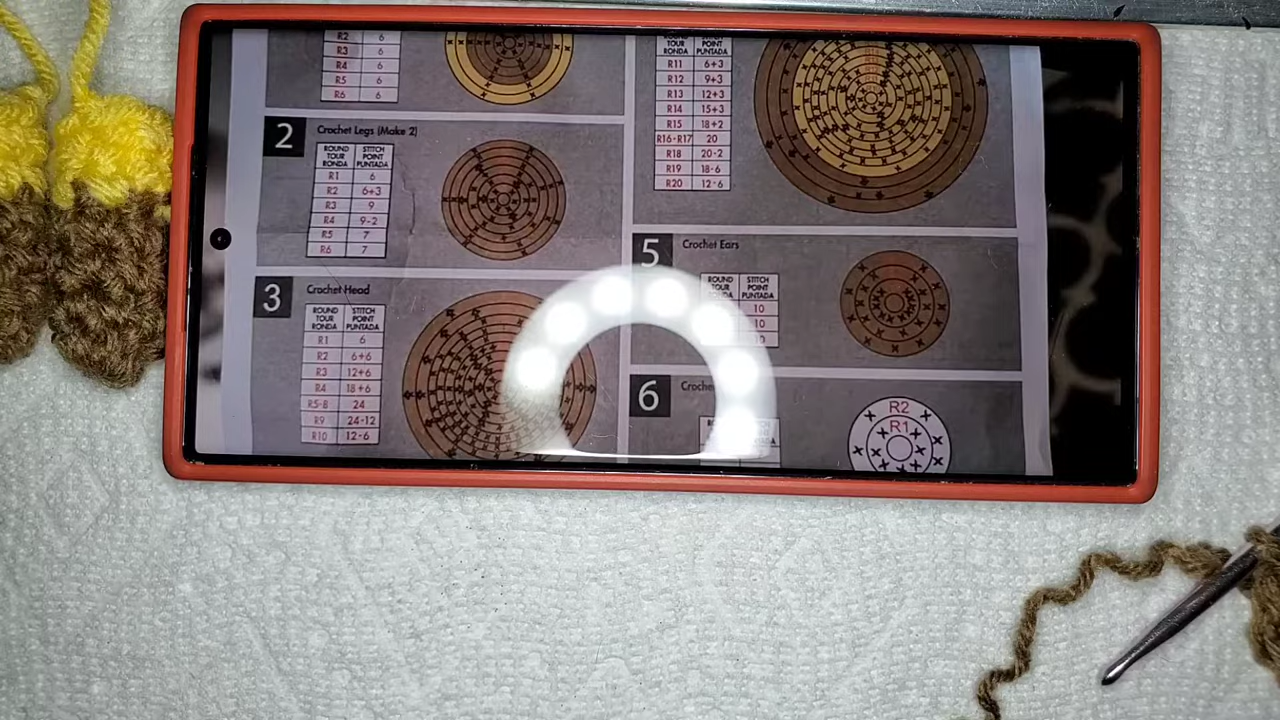 R2 6
R3 6
R4 6
R5 6
R6 6
2 Crochet Legs (Make 2)
ROUND TOUR RONDA STITCH POINT PUNTADA
R1 6
R2 6+3
R3 9
R4 9-2
R5 7
R6 7
3 Crochet Head
ROUND TOUR RONDA STITCH POINT PUNTADA
R1 6
R2 6+6
R3 12+6
R4 18+6
R5-8 24
R9 24-12
R10 12-6
TOUR RONDA POINT PUNTADA
R11 6+3
R12 9+3
R13 12+3
R14 15+3
R15 18+2
R16-R17 20
R18 20-2
R19 18-6
R20 12-6
5 Crochet Ears
ROUND TOUR RONDA STITCH POINT PUNTADA
10
10
10
6
R2
R1